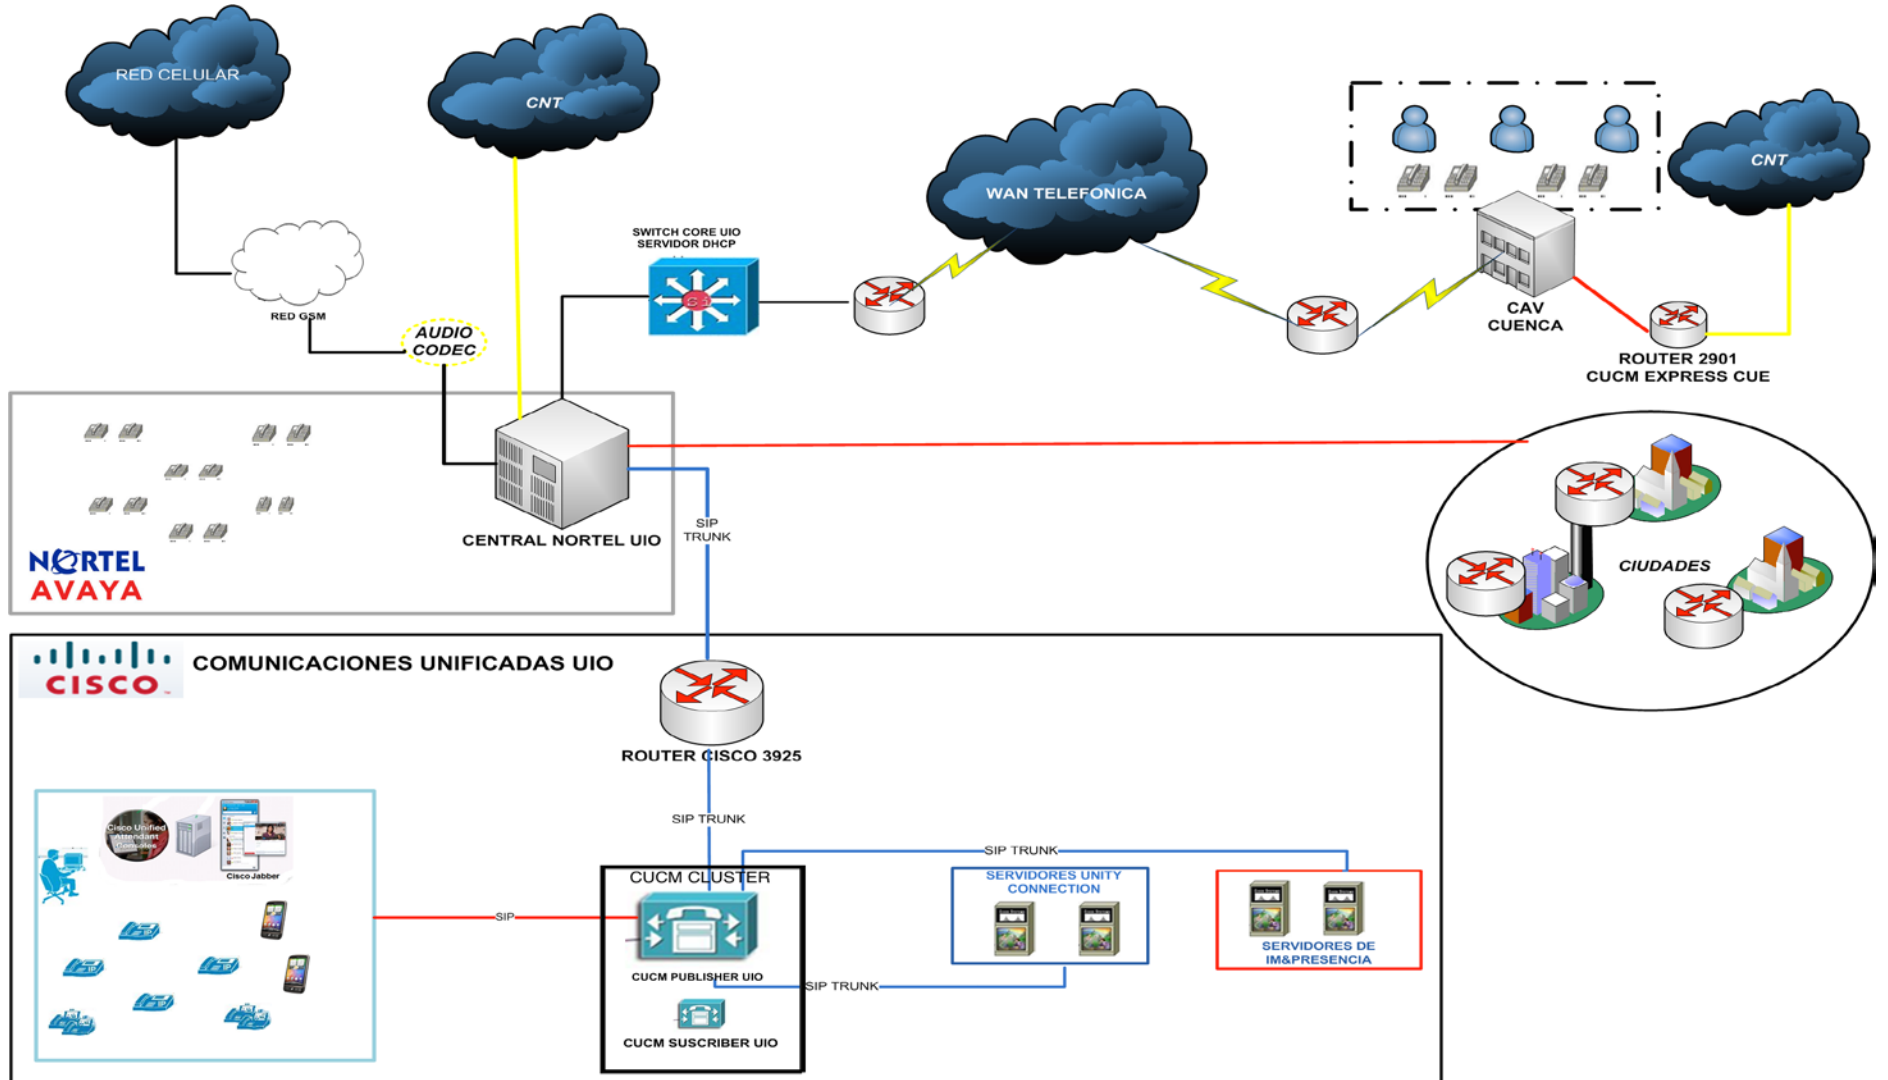 RED CELULAR
CNT
WAN TELEFONICA
CNT
SWITCH CORE UIO
SERVIDOR DHCP
Si
RED GSM
AUDIO
CODEC
CAV
CUENCA
ROUTER 2901
CUCM EXPRESS CUE
CENTRAL NORTEL UIO
SIP
TRUNK
NORTEL
AVAYA
CIUDADES
CISCO
COMUNICACIONES UNIFICADAS UIO
ROUTER CISCO 3925
SIP TRUNK
Cisco Unified
Attendant
Consoles
Cisco Jabber
SIP
CUCM CLUSTER
CUCM PUBLISHER UIO
CUCM SUSCRIBER UIO
SIP TRUNK
SERVIDORES UNITY
CONNECTION
SERVIDORES DE
IM&PRESENCIA
SIP TRUNK